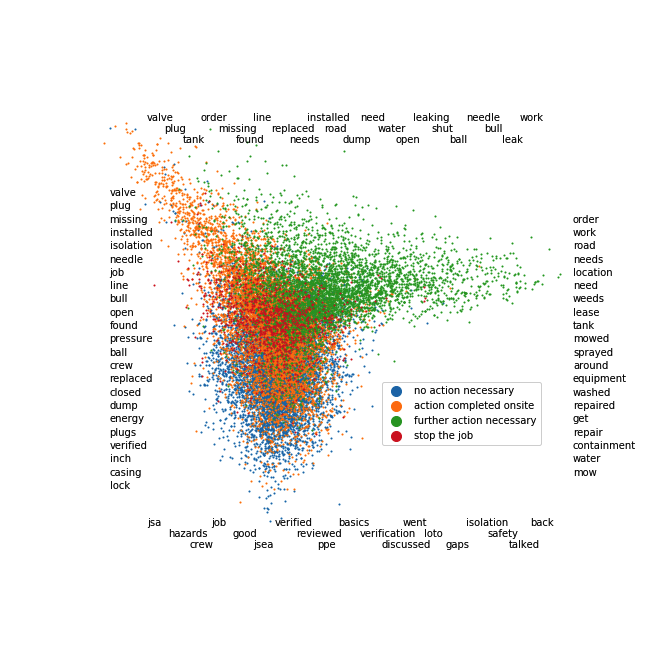 valve order line installed need leaking needle work
plug missing replaced road water shut bull
tank found needs dump open ball leak
valve
plug
missing
installed
isolation
needle
job
line
bull
open
found
pressure
ball
crew
replaced
closed
dump
energy
plugs
verified
inch
casing
lock
order
work
road
needs
location
need
weeds
lease
tank
mowed
sprayed
around
equipment
washed
repaired
get
repair
containment
water
mow
no action necessary
action completed onsite
further action necessary
stop the job
jsa job verified basics went isolation back
hazards good reviewed verification loto safety
crew jsea ppe discussed gaps talked